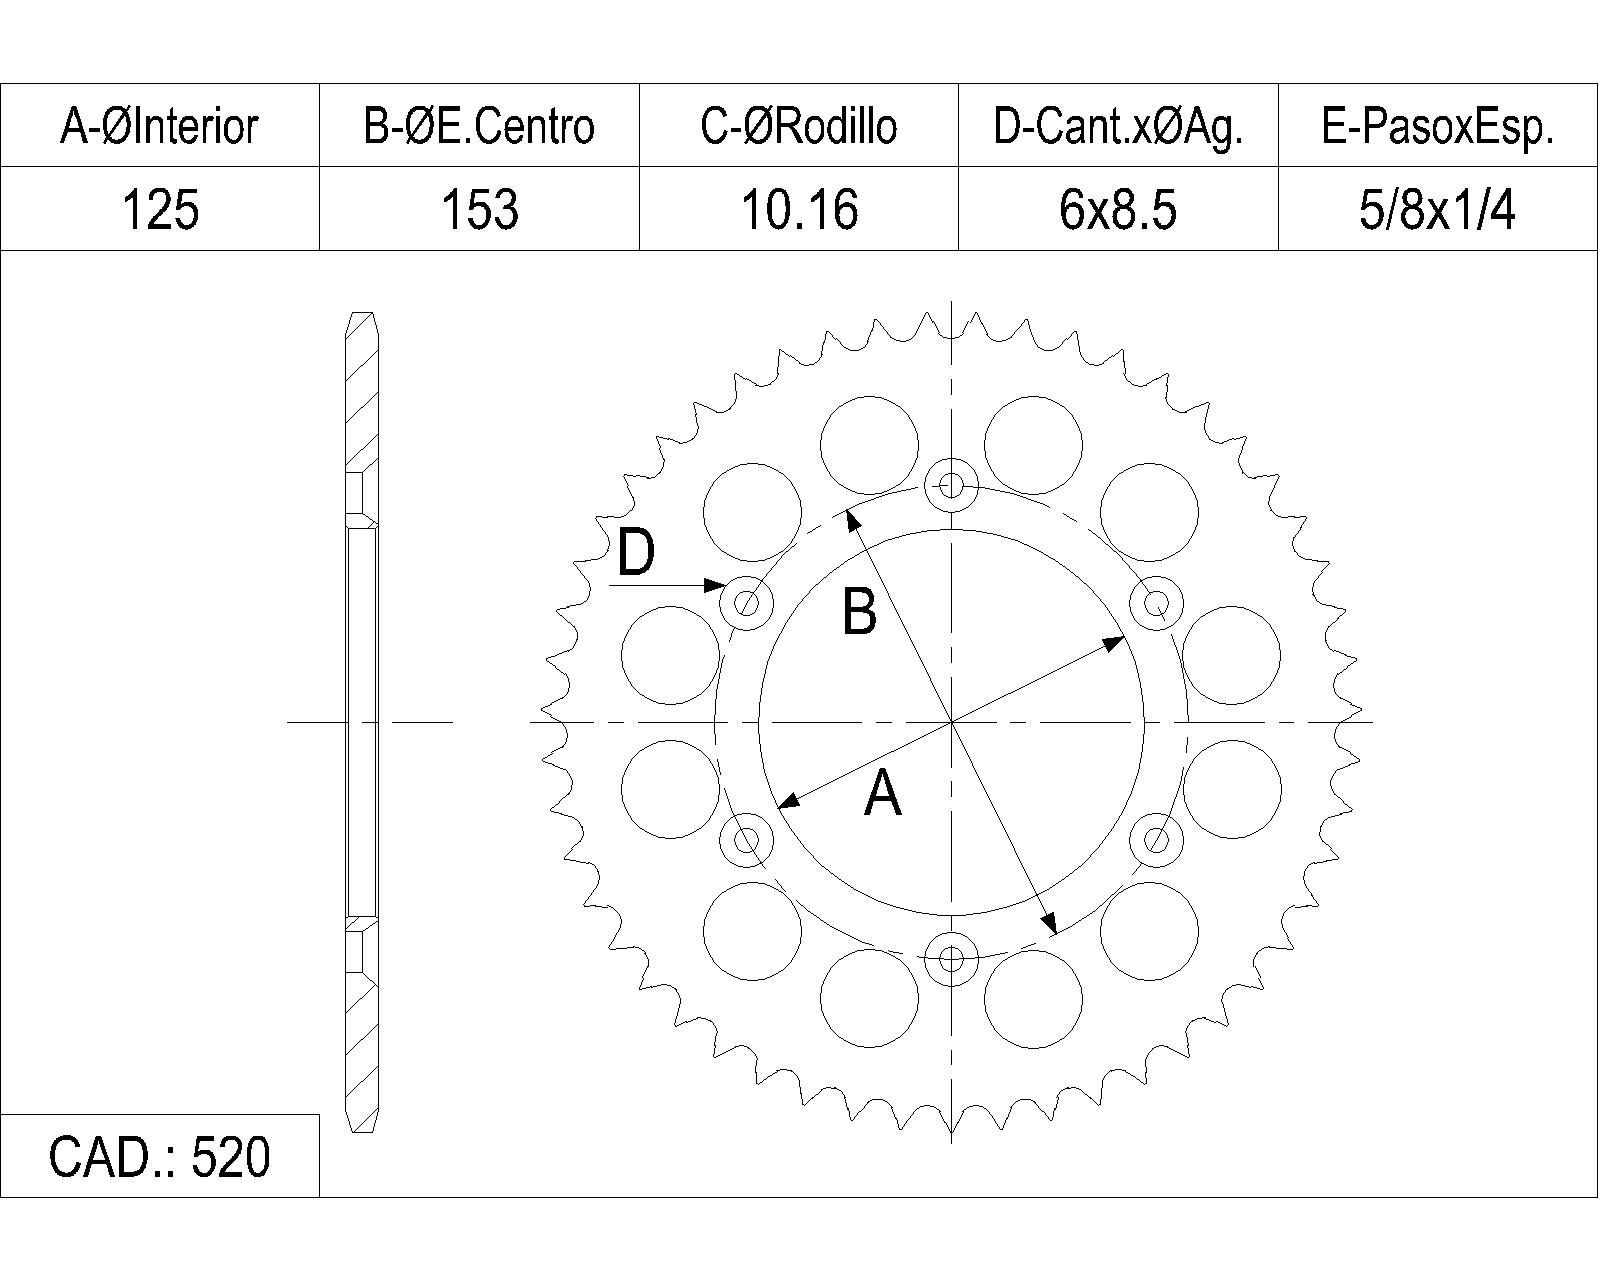 A-ØInterior B-ØE.Centro C-ØRodillo D-Cant.xØAg. E-PasoxEsp.
125 153 10.16 6x8.5 5/8x1/4
D
B
A
CAD.: 520